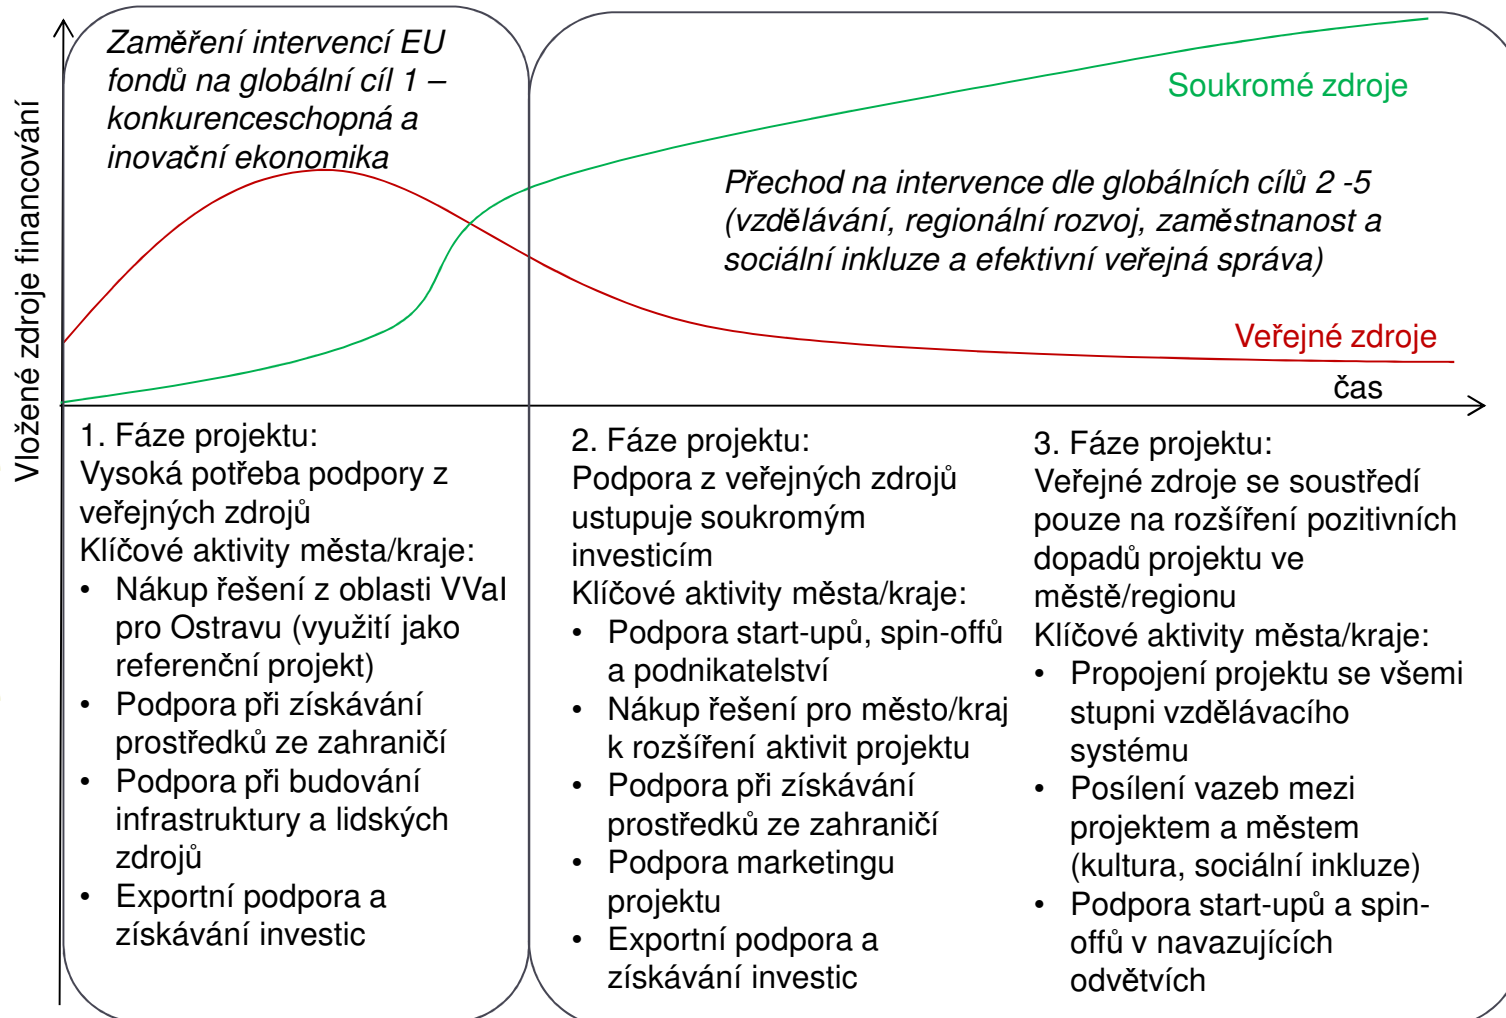 Vložené zdroje financování
Zaměření intervencí EU
fondů na globální cíl 1 –
konkurenceschopná a
inovační ekonomika
Soukromé zdroje
Přechod na intervence dle globálních cílů 2 -5
(vzdělávání, regionální rozvoj, zaměstnanost a
sociální inkluze a efektivní veřejná správa)
Veřejné zdroje
čas
1. Fáze projektu:
Vysoká potřeba podpory z
veřejných zdrojů
Klíčové aktivity města/kraje:
• Nákup řešení z oblasti VVaI
pro Ostravu (využití jako
referenční projekt)
• Podpora při získávání
prostředků ze zahraničí
• Podpora při budování
infrastruktury a lidských
zdrojů
• Exportní podpora a
získávání investic
2. Fáze projektu:
Podpora z veřejných zdrojů
ustupuje soukromým
investicím
Klíčové aktivity města/kraje:
• Podpora start-upů, spin-offů
a podnikatelství
• Nákup řešení pro město/kraj
k rozšíření aktivit projektu
• Podpora při získávání
prostředků ze zahraničí
• Podpora marketingu
projektu
• Exportní podpora a
získávání investic
3. Fáze projektu:
Veřejné zdroje se soustředí
pouze na rozšíření pozitivních
dopadů projektu ve
městě/regionu
Klíčové aktivity města/kraje:
• Propojení projektu se všemi
stupni vzdělávacího
systému
• Posílení vazeb mezi
projektem a městem
(kultura, sociální inkluze)
• Podpora start-upů a spin-
offů v navazujících
odvětvích